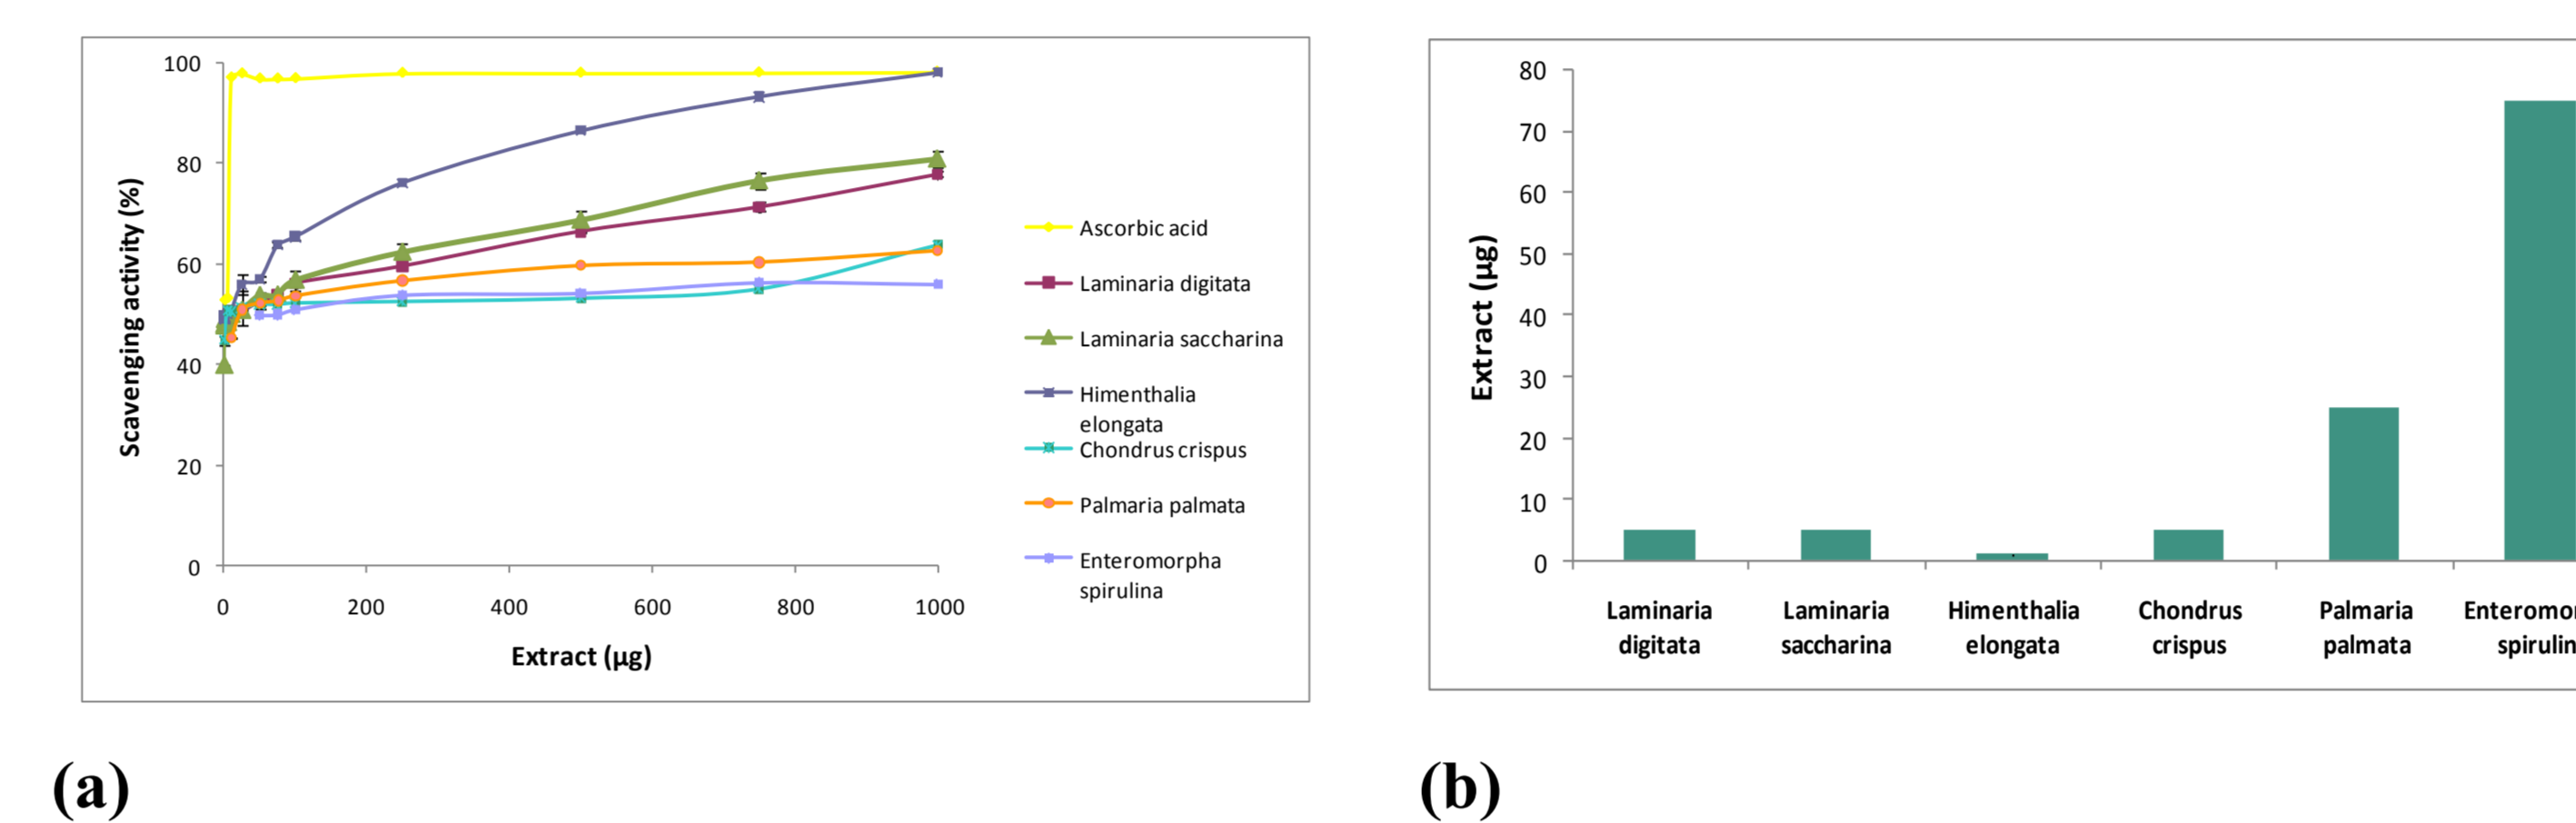 100
80
60
40
20
0
Scavenging activity (%)
0 200 400 600 800 1000
Extract (µg)
Ascorbic acid
Laminaria digitata
Laminaria saccharina
Himenthalia
elongata
Chondrus crispus
Palmaria palmata
Enteromorpha
spirulina
(a)
80
70
60
50
40
30
20
10
0
Extract (µg)
Laminaria
digitata
Laminaria
saccharina
Himenthalia
elongata
Chondrus
crispus
Palmaria
palmata
Enteromo
spirulin
(b)